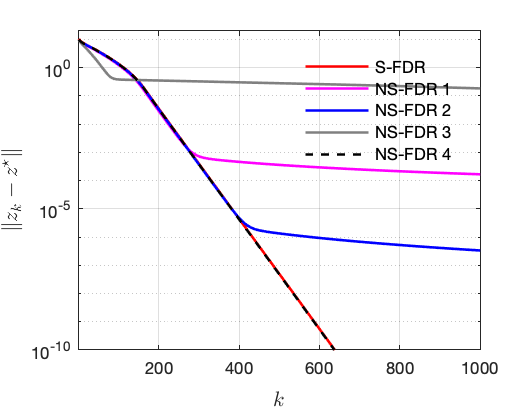 10^0
10^-5
10^-10
||z_k − z^⋆||
S-FDR
NS-FDR 1
NS-FDR 2
NS-FDR 3
NS-FDR 4
200 400 600 800 1000
k